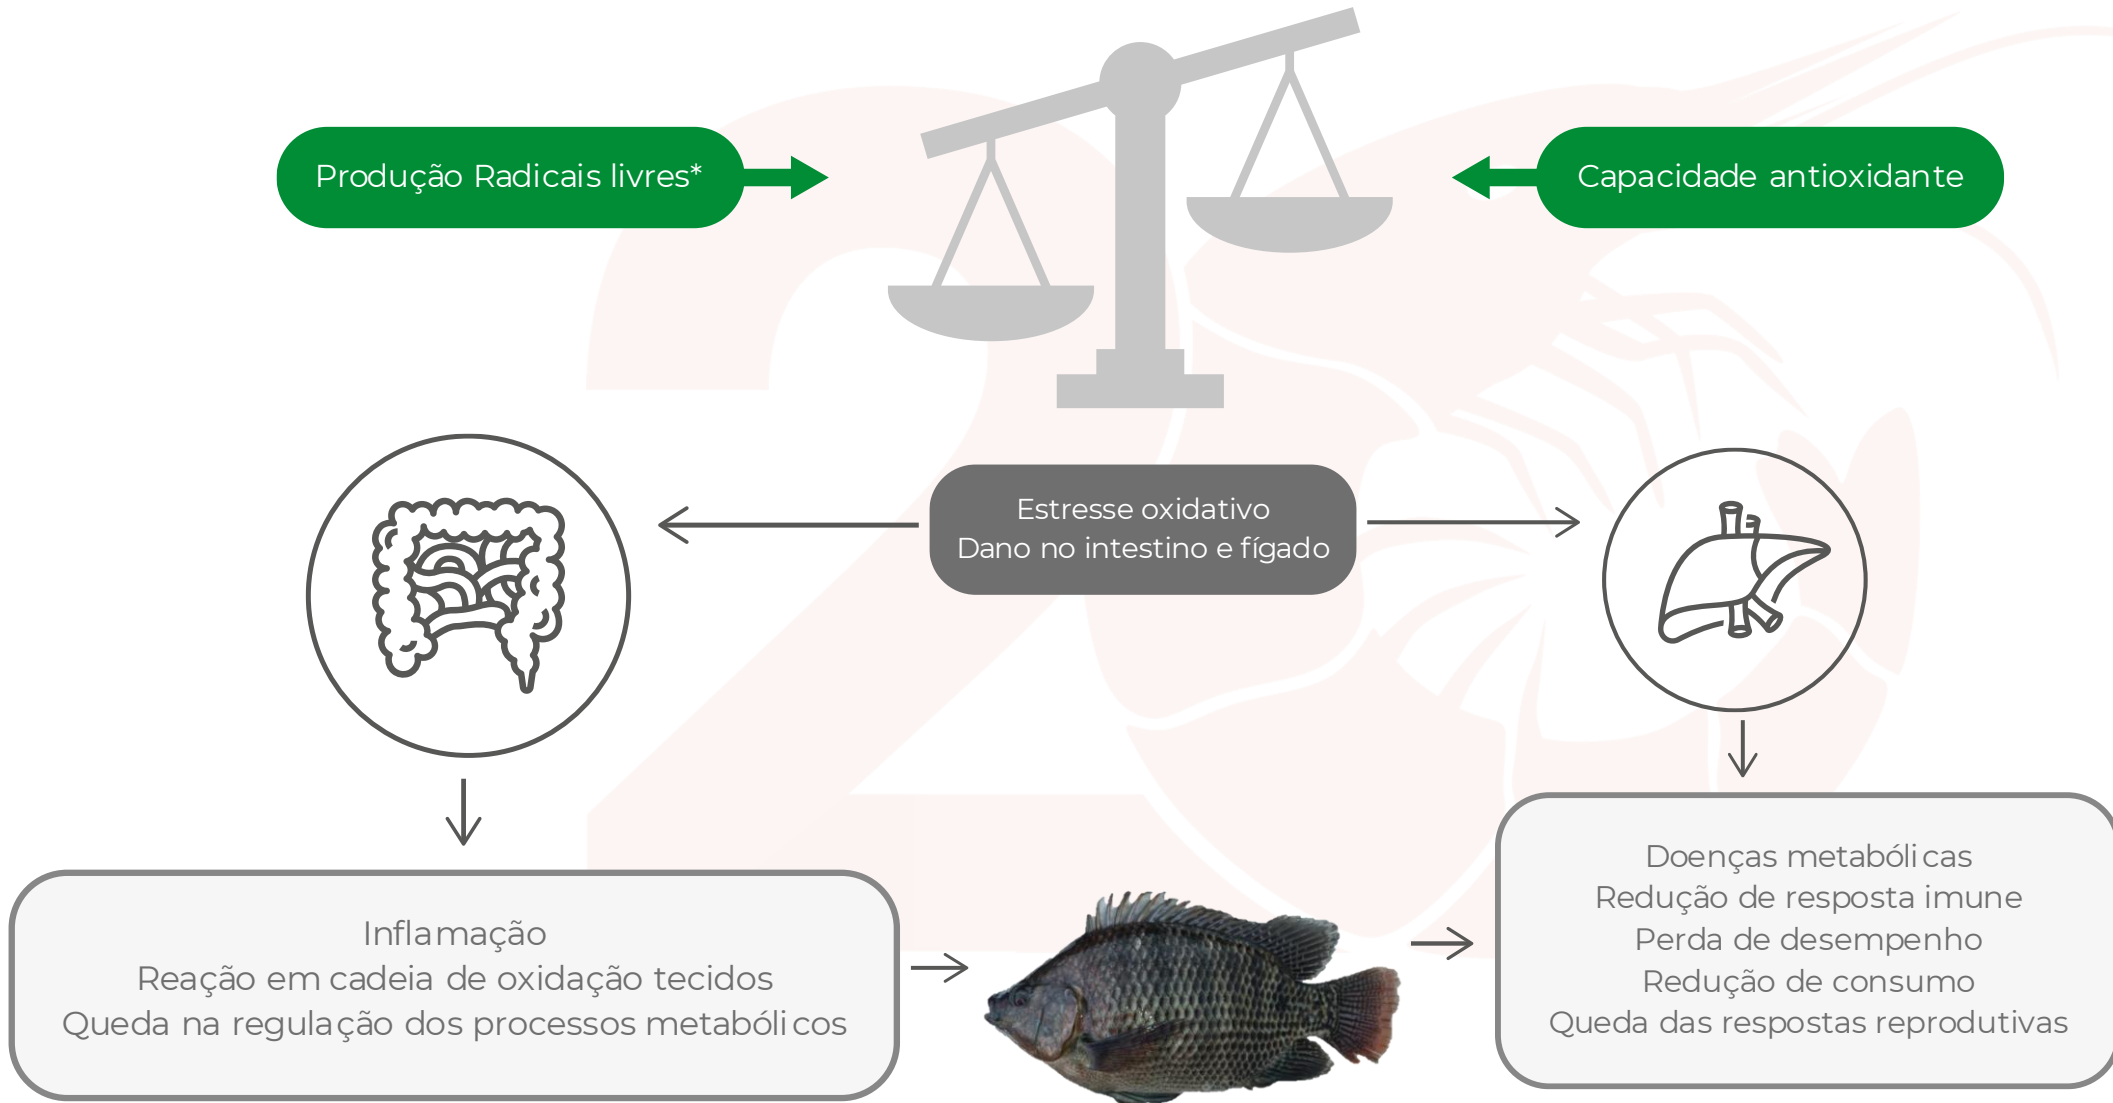 Produção Radicais livres*
Capacidade antioxidante
Estresse oxidativo
Dano no intestino e fígado
Inflamação
Reação em cadeia de oxidação tecidos
Queda na regulação dos processos metabólicos
Doenças metabólicas
Redução de resposta imune
Perda de desempenho
Redução de consumo
Queda das respostas reprodutivas